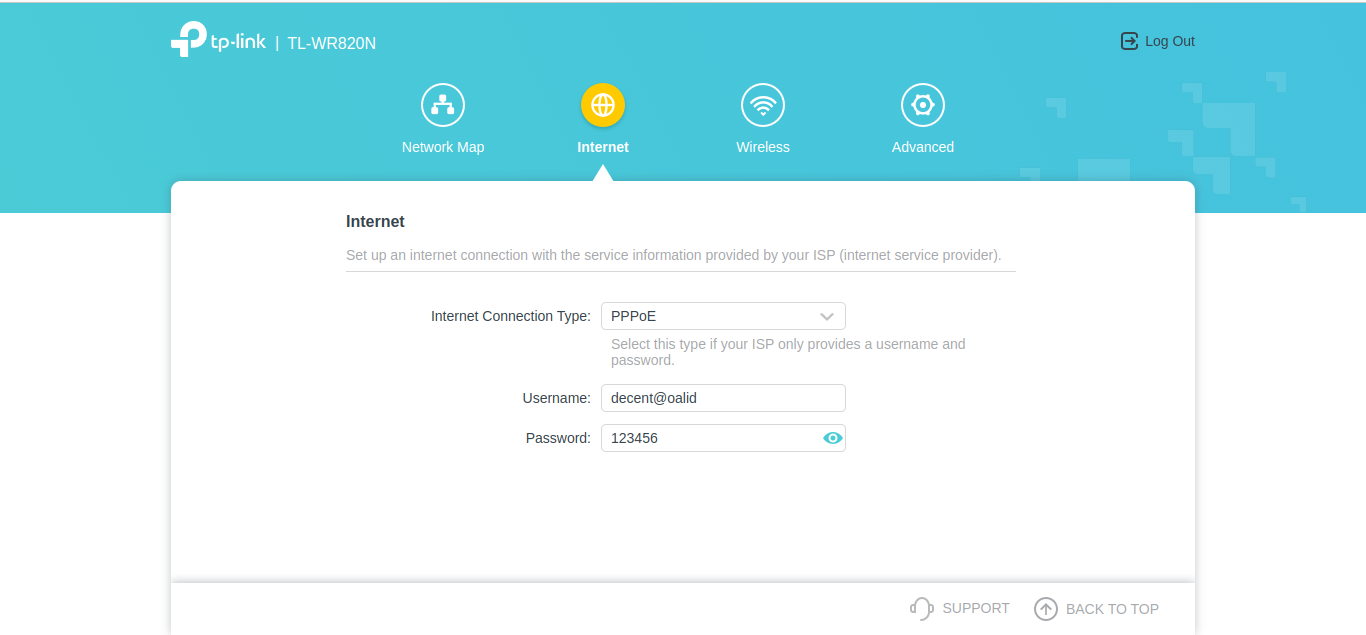 tp-link | TL-WR820N
Log Out
Network Map
Internet
Wireless
Advanced
Internet
Set up an internet connection with the service information provided by your ISP (internet service provider).
Internet Connection Type: PPPoE
Select this type if your ISP only provides a username and
password.
Username: decent@oalid
Password: 123456
SUPPORT
BACK TO TOP